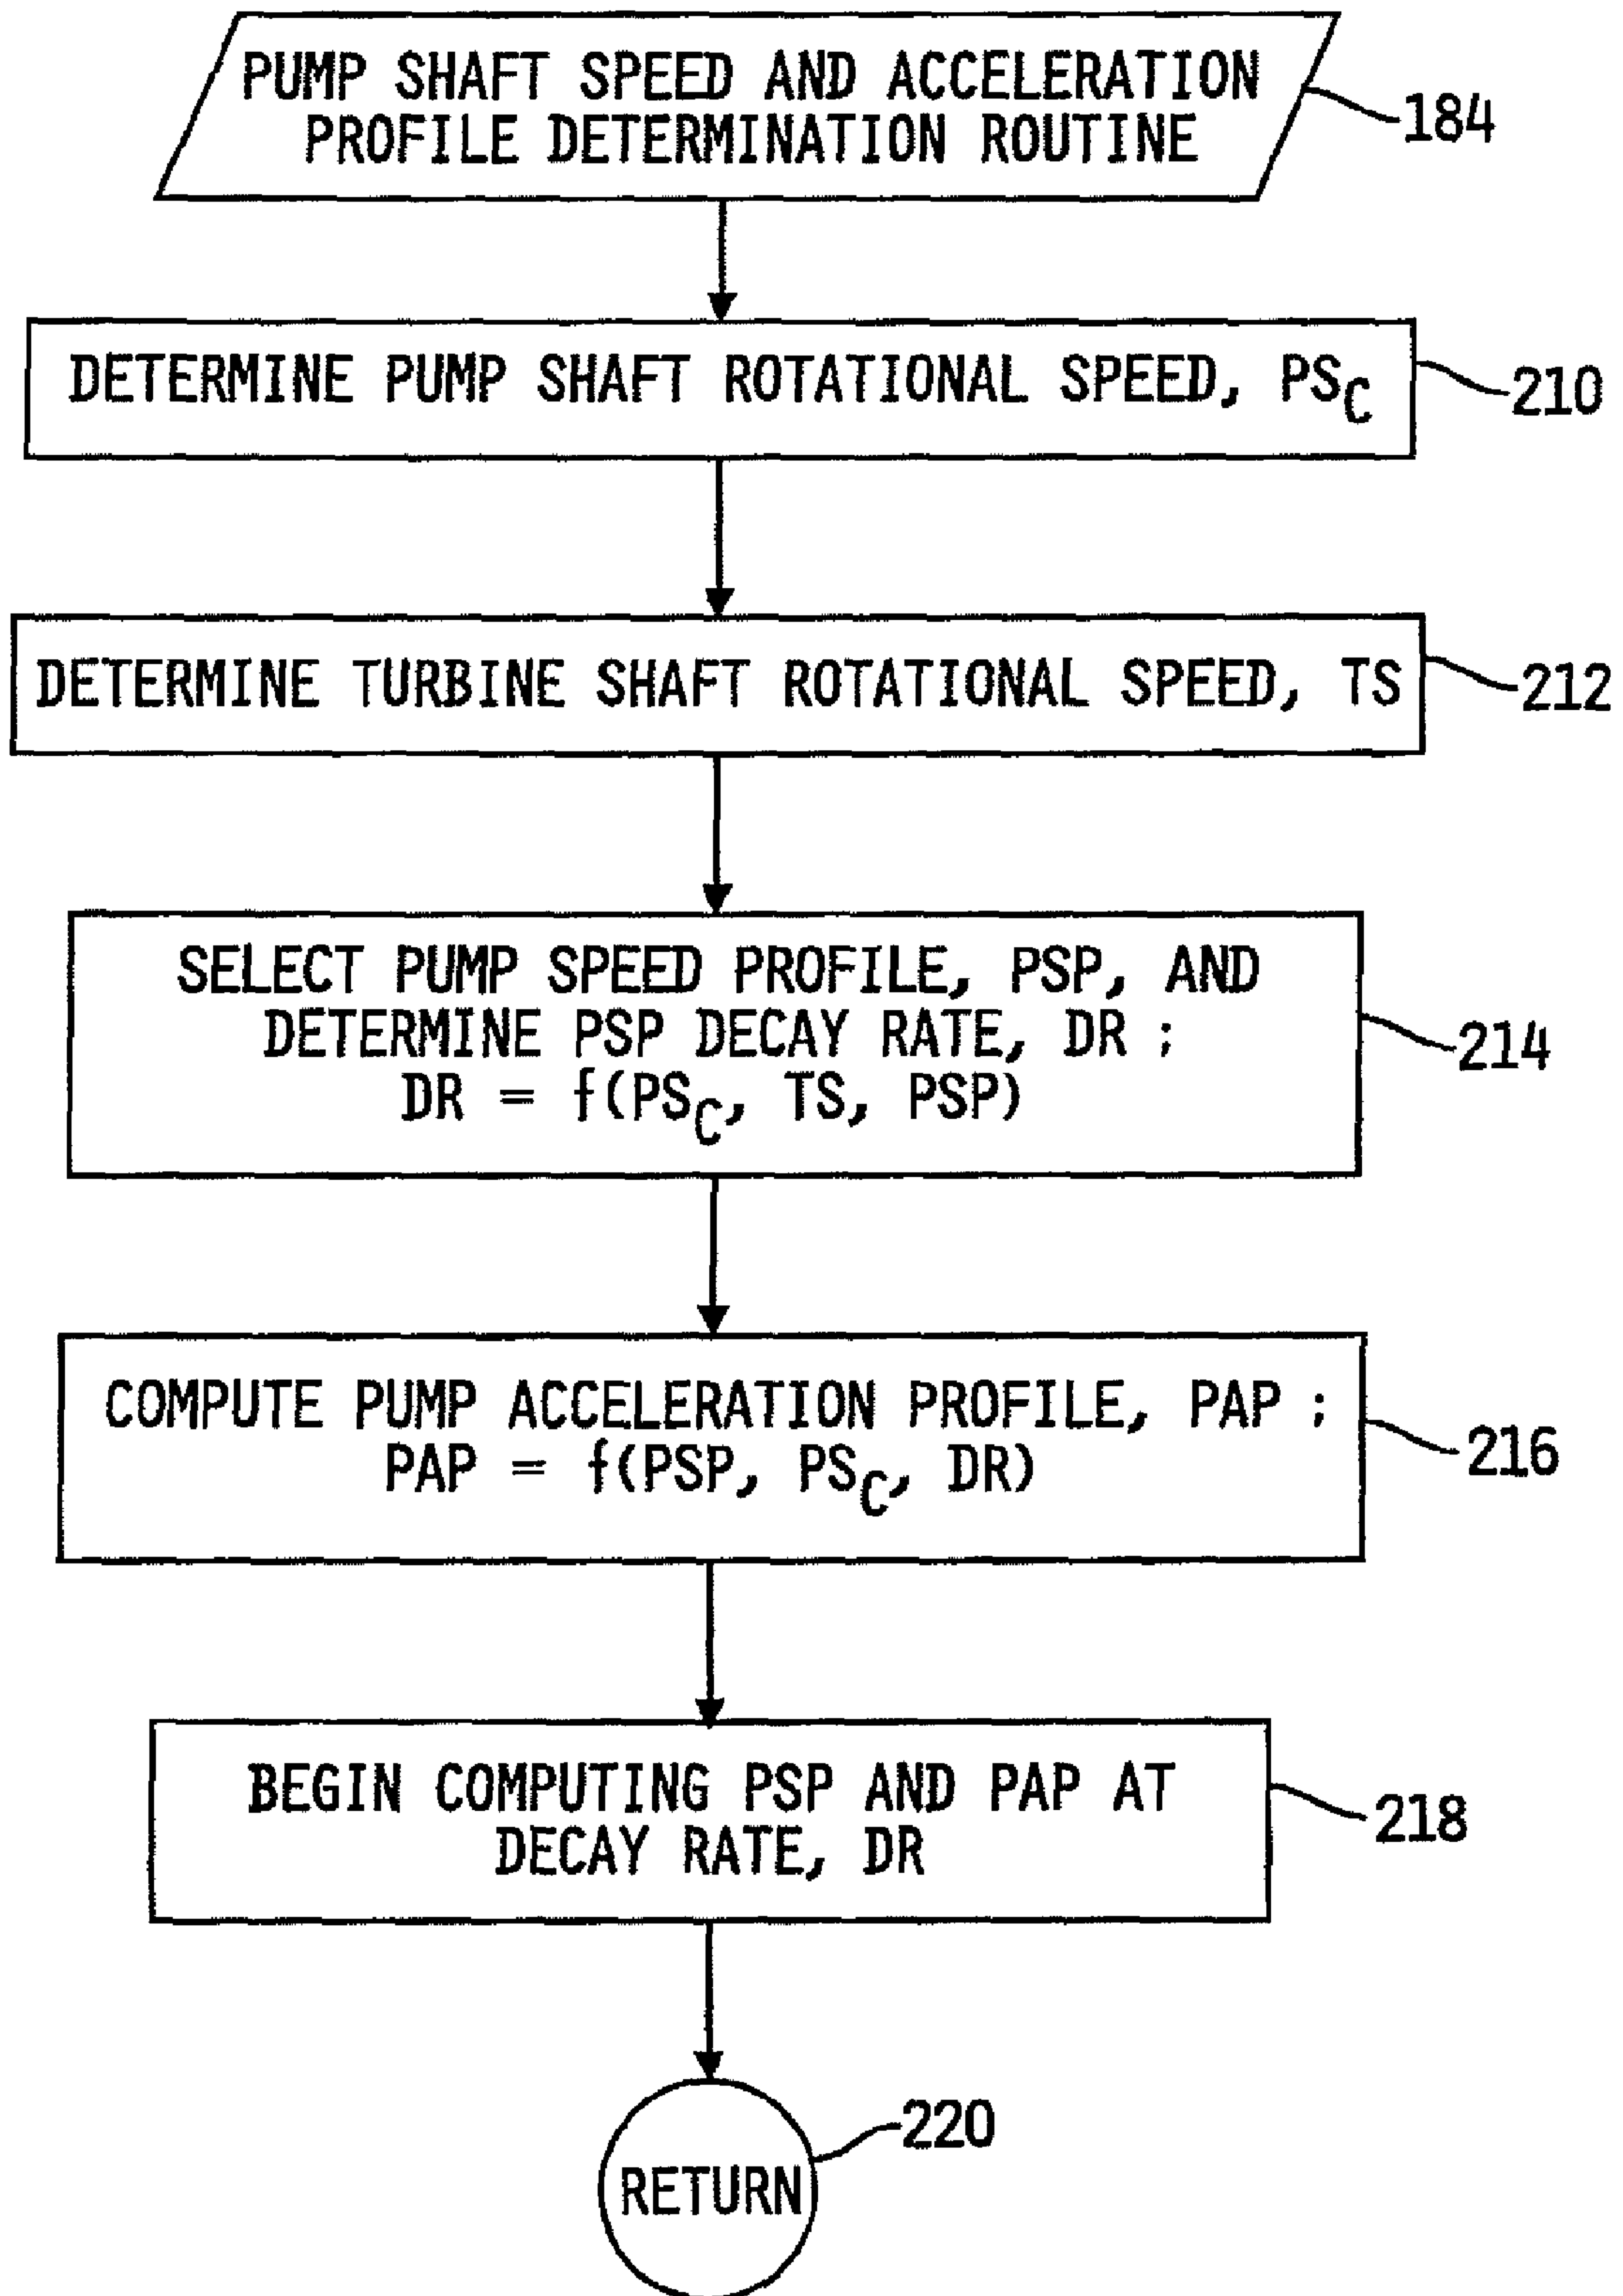 PUMP SHAFT SPEED AND ACCELERATION
PROFILE DETERMINATION ROUTINE
184
DETERMINE PUMP SHAFT ROTATIONAL SPEED, PSC
210
DETERMINE TURBINE SHAFT ROTATIONAL SPEED, TS
212
SELECT PUMP SPEED PROFILE, PSP, AND
DETERMINE PSP DECAY RATE, DR ;
DR = f(PSC, TS, PSP)
214
COMPUTE PUMP ACCELERATION PROFILE, PAP ;
PAP = f(PSP, PSC, DR)
216
BEGIN COMPUTING PSP AND PAP AT
DECAY RATE, DR
218
220
RETURN